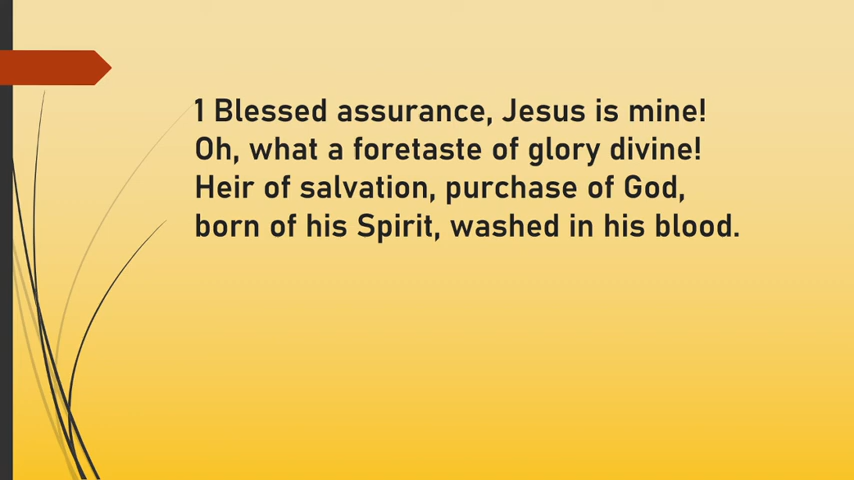 1 Blessed assurance, Jesus is mine!
Oh, what a foretaste of glory divine!
Heir of salvation, purchase of God,
born of his Spirit, washed in his blood.